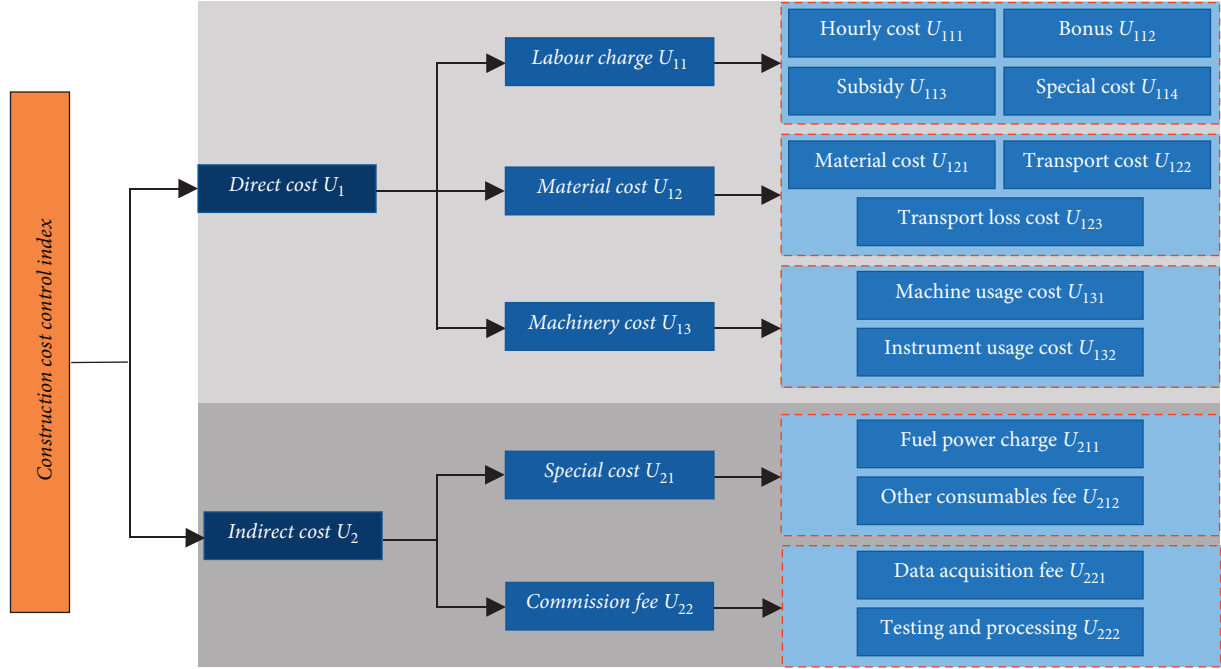 Construction cost control index
Direct cost U₁
Labour charge U₁₁
Hourly cost U₁₁₁
Bonus U₁₁₂
Subsidy U₁₁₃
Special cost U₁₁₄
Material cost U₁₂
Material cost U₁₂₁
Transport cost U₁₂₂
Transport loss cost U₁₂₃
Machinery cost U₁₃
Machine usage cost U₁₃₁
Instrument usage cost U₁₃₂
Indirect cost U₂
Special cost U₂₁
Fuel power charge U₂₁₁
Other consumables fee U₂₁₂
Commission fee U₂₂
Data acquisition fee U₂₂₁
Testing and processing U₂₂₂